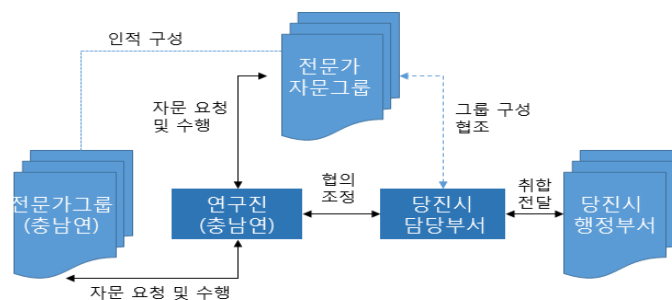 인적 구성
전문가
자문그룹
자문 요청
및 수행
그룹 구성
협조
전문가그룹
(충남연)
연구진
(충남연)
협의
조정
당진시
담당부서
취합
전달
당진시
행정부서
자문 요청 및 수행